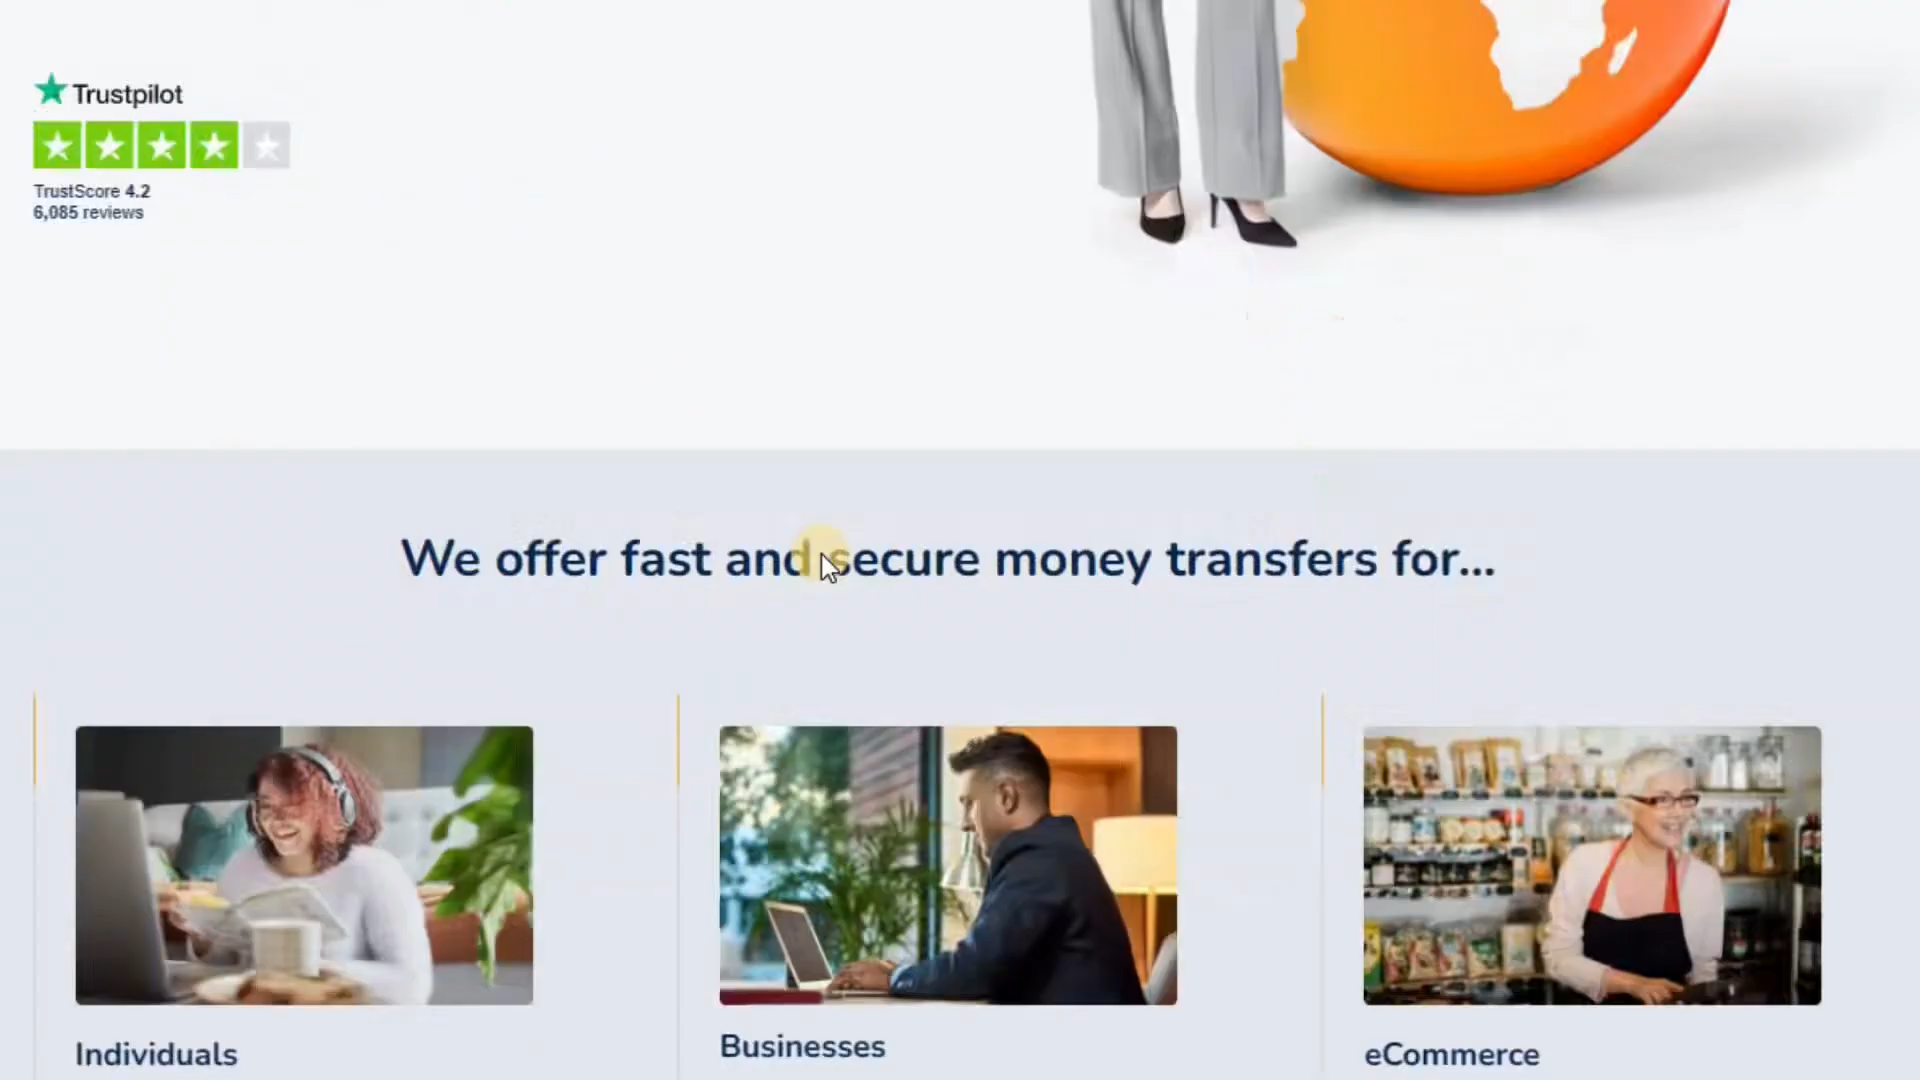 Trustpilot
TrustScore 4.2
6,085 reviews
We offer fast and secure money transfers for...
Individuals
Businesses
eCommerce